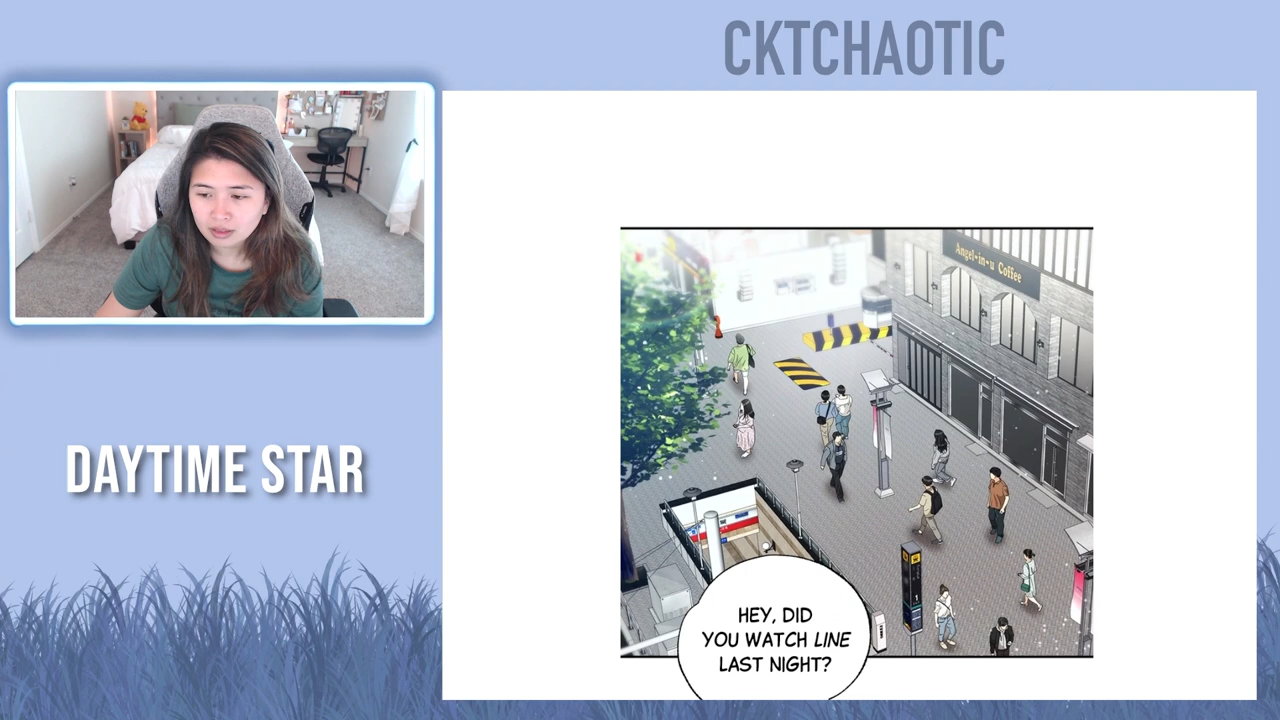 CKTCHAOTIC
DAYTIME STAR
Angel-in-u Coffee
HEY, DID
YOU WATCH LINE
LAST NIGHT?